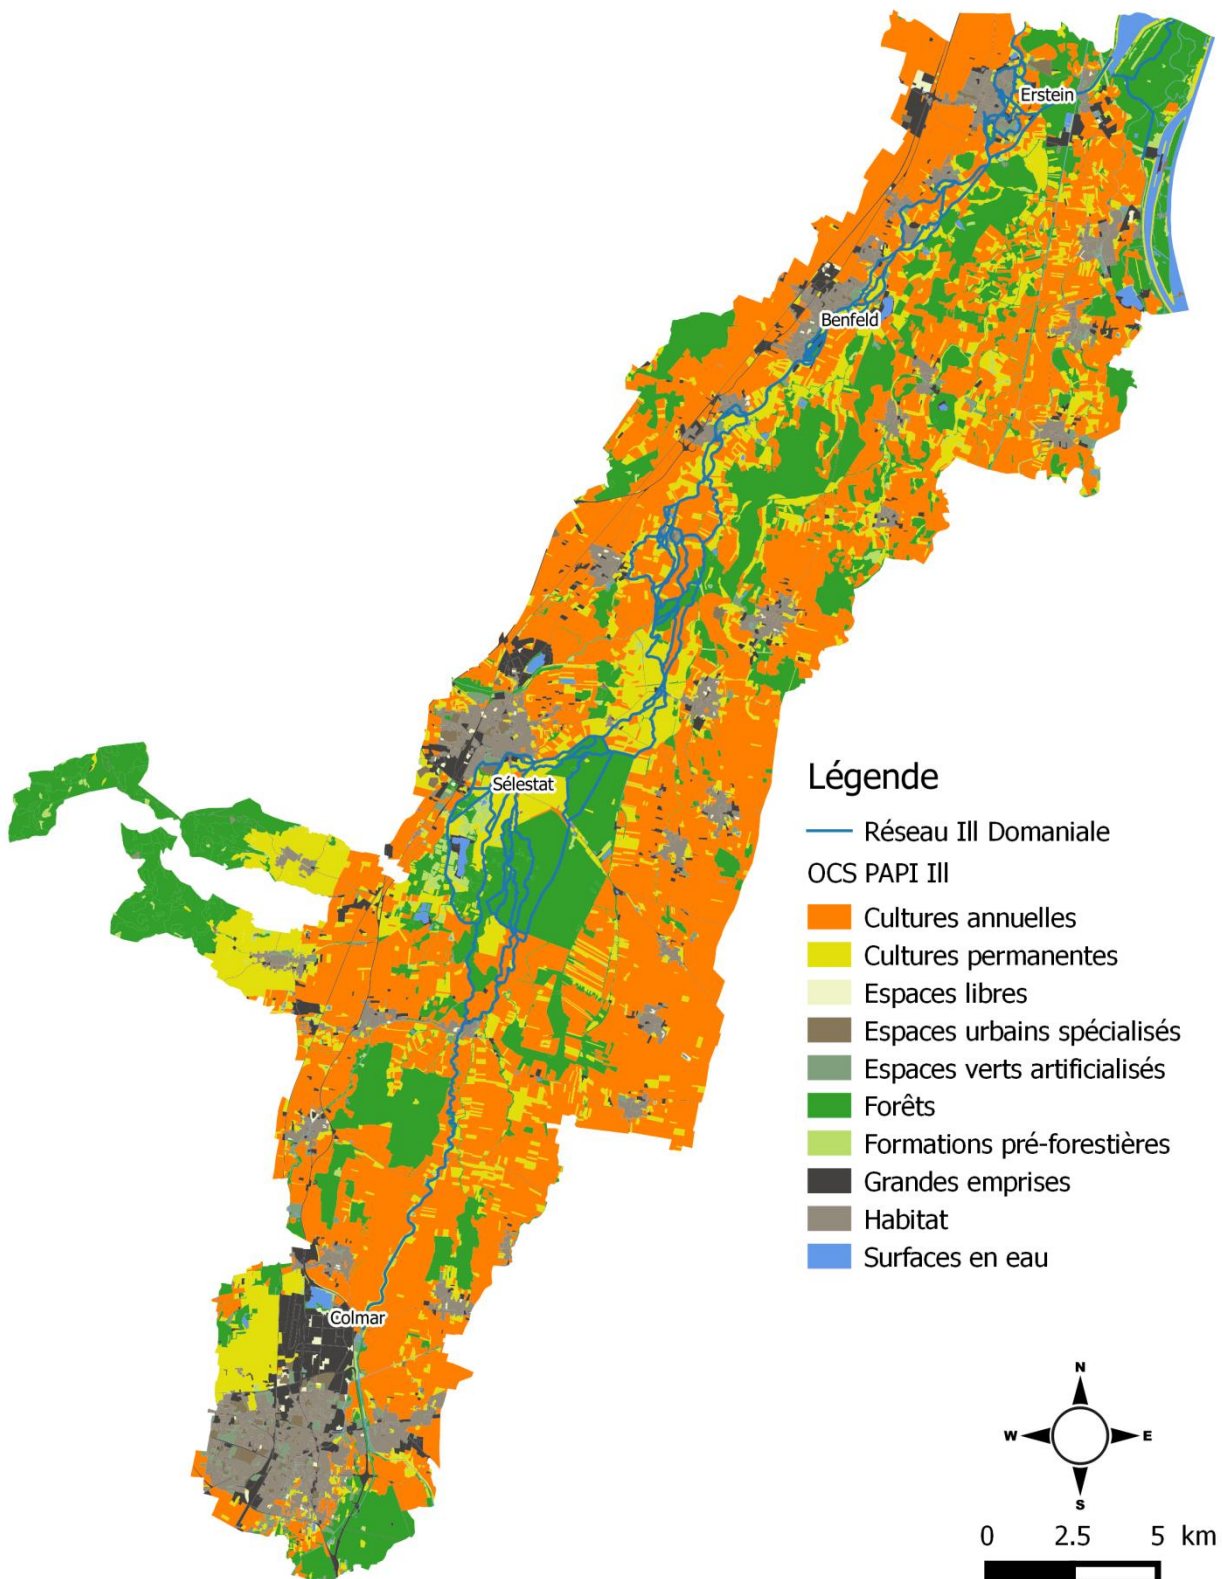 Erstein
Benfeld
Sélestat
Colmar
Légende
Réseau Ill Domaniale
OCS PAPI Ill
Cultures annuelles
Cultures permanentes
Espaces libres
Espaces urbains spécialisés
Espaces verts artificialisés
Forêts
Formations pré-forestières
Grandes emprises
Habitat
Surfaces en eau
N
W E
S
0 2.5 5 km